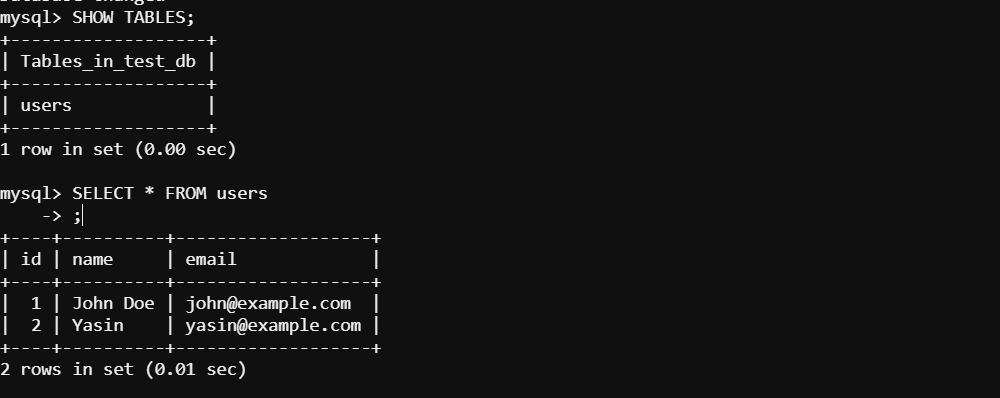 mysql> SHOW TABLES;
+-------------------+
| Tables_in_test_db |
+-------------------+
| users             |
+-------------------+
1 row in set (0.00 sec)

mysql> SELECT * FROM users
    -> ;
+----+----------+-------------------+
| id | name     | email             |
+----+----------+-------------------+
|  1 | John Doe | john@example.com  |
|  2 | Yasin    | yasin@example.com |
+----+----------+-------------------+
2 rows in set (0.01 sec)